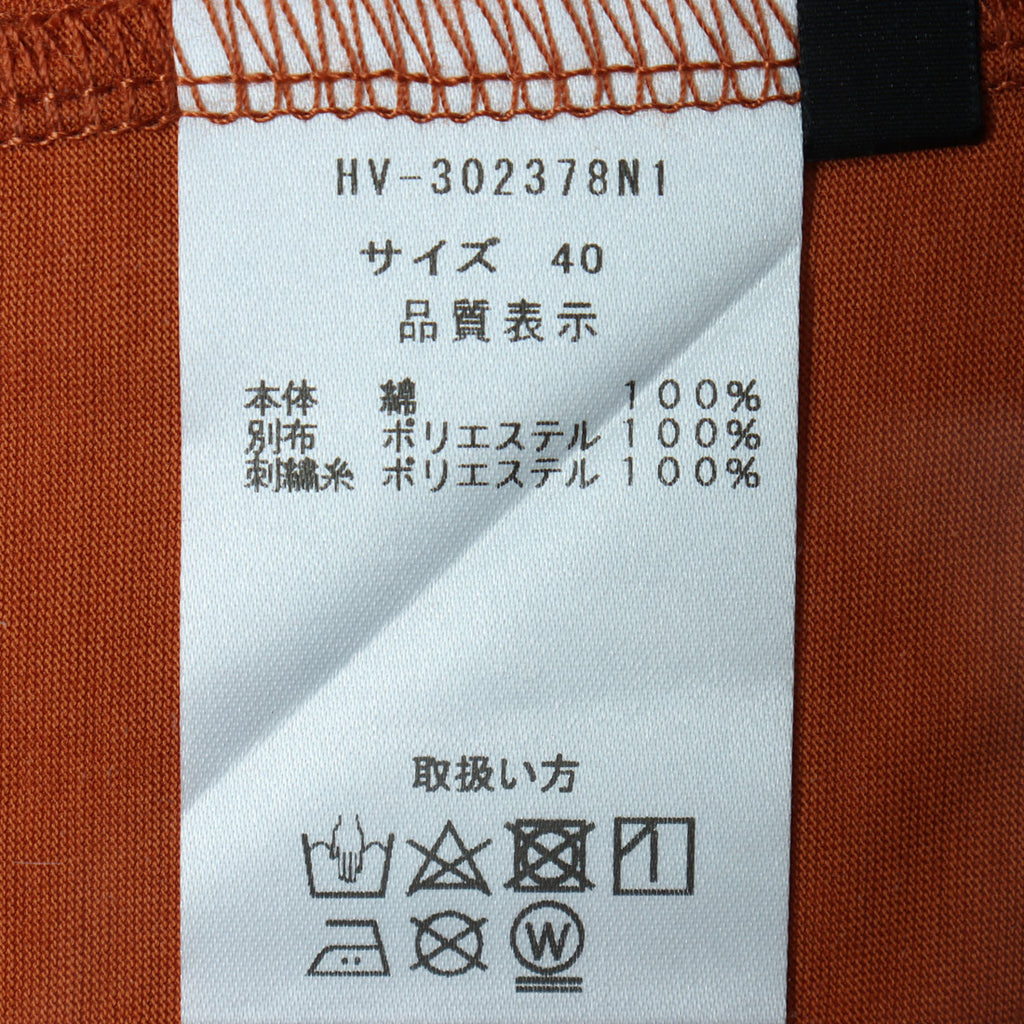 HV-302378N1
サイズ 40
品質表示
本体 綿 100%
別布 ポリエステル 100%
刺繍糸 ポリエステル 100%
取扱い方
W